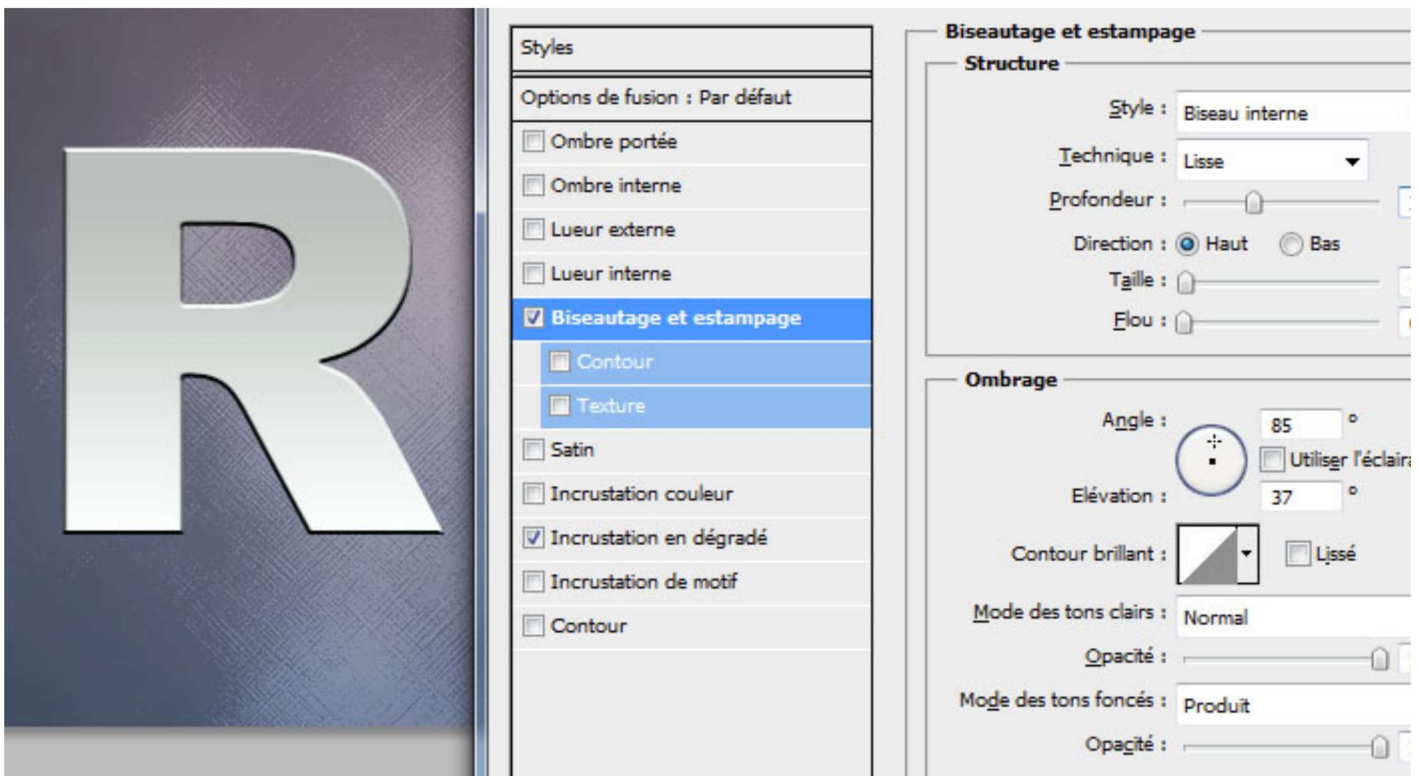 R
Styles
Options de fusion : Par défaut
Ombre portée
Ombre interne
Lueur externe
Lueur interne
Biseautage et estampage
Contour
Texture
Satin
Incrustation couleur
Incrustation en dégradé
Incrustation de motif
Contour
Biseautage et estampage
Structure
Style : Biseau interne
Technique : Lisse
Profondeur :
Direction : Haut Bas
Taille :
Flou :
Ombrage
Angle : 85 °
Utiliser
Elévation : 37 °
Contour brillant : Lissé
Mode des tons clairs : Normal
Opacité :
Mode des tons foncés : Produit
Opacité :